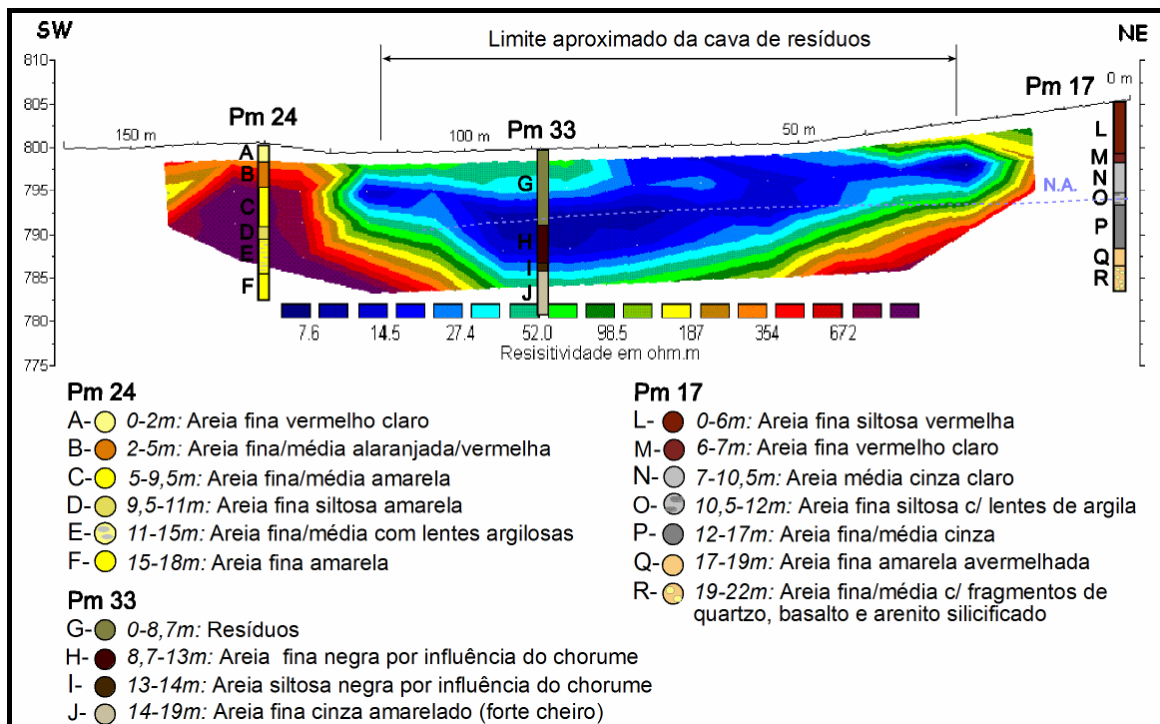 SW
NE
Limite aproximado da cava de resíduos
810
805
800
795
790
785
780
775
150 m
Pm 24
100 m
Pm 33
50 m
Pm 17
0 m
A
B
C
D
E
F
G
H
I
J
L
M
N
O
P
Q
R
N.A.
7.6 14.5 27.4 52.0 98.5 187 354 672
Resisitividade em ohm.m
Pm 24
A- 0-2m: Areia fina vermelho claro
B- 2-5m: Areia fina/média alaranjada/vermelha
C- 5-9,5m: Areia fina/média amarela
D- 9,5-11m: Areia fina siltosa amarela
E- 11-15m: Areia fina/média com lentes argilosas
F- 15-18m: Areia fina amarela
Pm 33
G- 0-8,7m: Resíduos
H- 8,7-13m: Areia fina negra por influência do chorume
I- 13-14m: Areia siltosa negra por influência do chorume
J- 14-19m: Areia fina cinza amarelado (forte cheiro)
Pm 17
L- 0-6m: Areia fina siltosa vermelha
M- 6-7m: Areia fina vermelho claro
N- 7-10,5m: Areia média cinza claro
O- 10,5-12m: Areia fina siltosa c/ lentes de argila
P- 12-17m: Areia fina/média cinza
Q- 17-19m: Areia fina amarela avermelhada
R- 19-22m: Areia fina/média c/ fragmentos de
quartzo, basalto e arenito silicificado